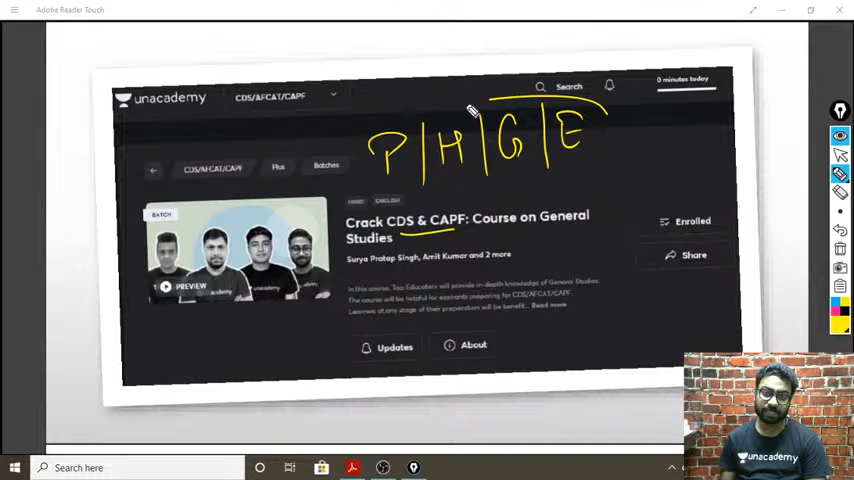 Adobe Reader Touch
unacademy
CDS/AFCAT/CAPF
Search
0 minutes today
P | H | G | E
CDS/AFCAT/CAPF
Plus
Batches
BATCH
HINDI
ENGLISH
Crack CDS & CAPF: Course on General
Studies
Enrolled
Surya Pratap Singh, Amit Kumar and 2 more
Share
PREVIEW
In this course, Top Educators will provide in depth knowledge of General Studies.
The course will be helpful for aspirants preparing for CDS/AFCAT/CAPF.
Learners at any stage of their preparation will be benefit... Read more
Updates
About
unacademy
Search here